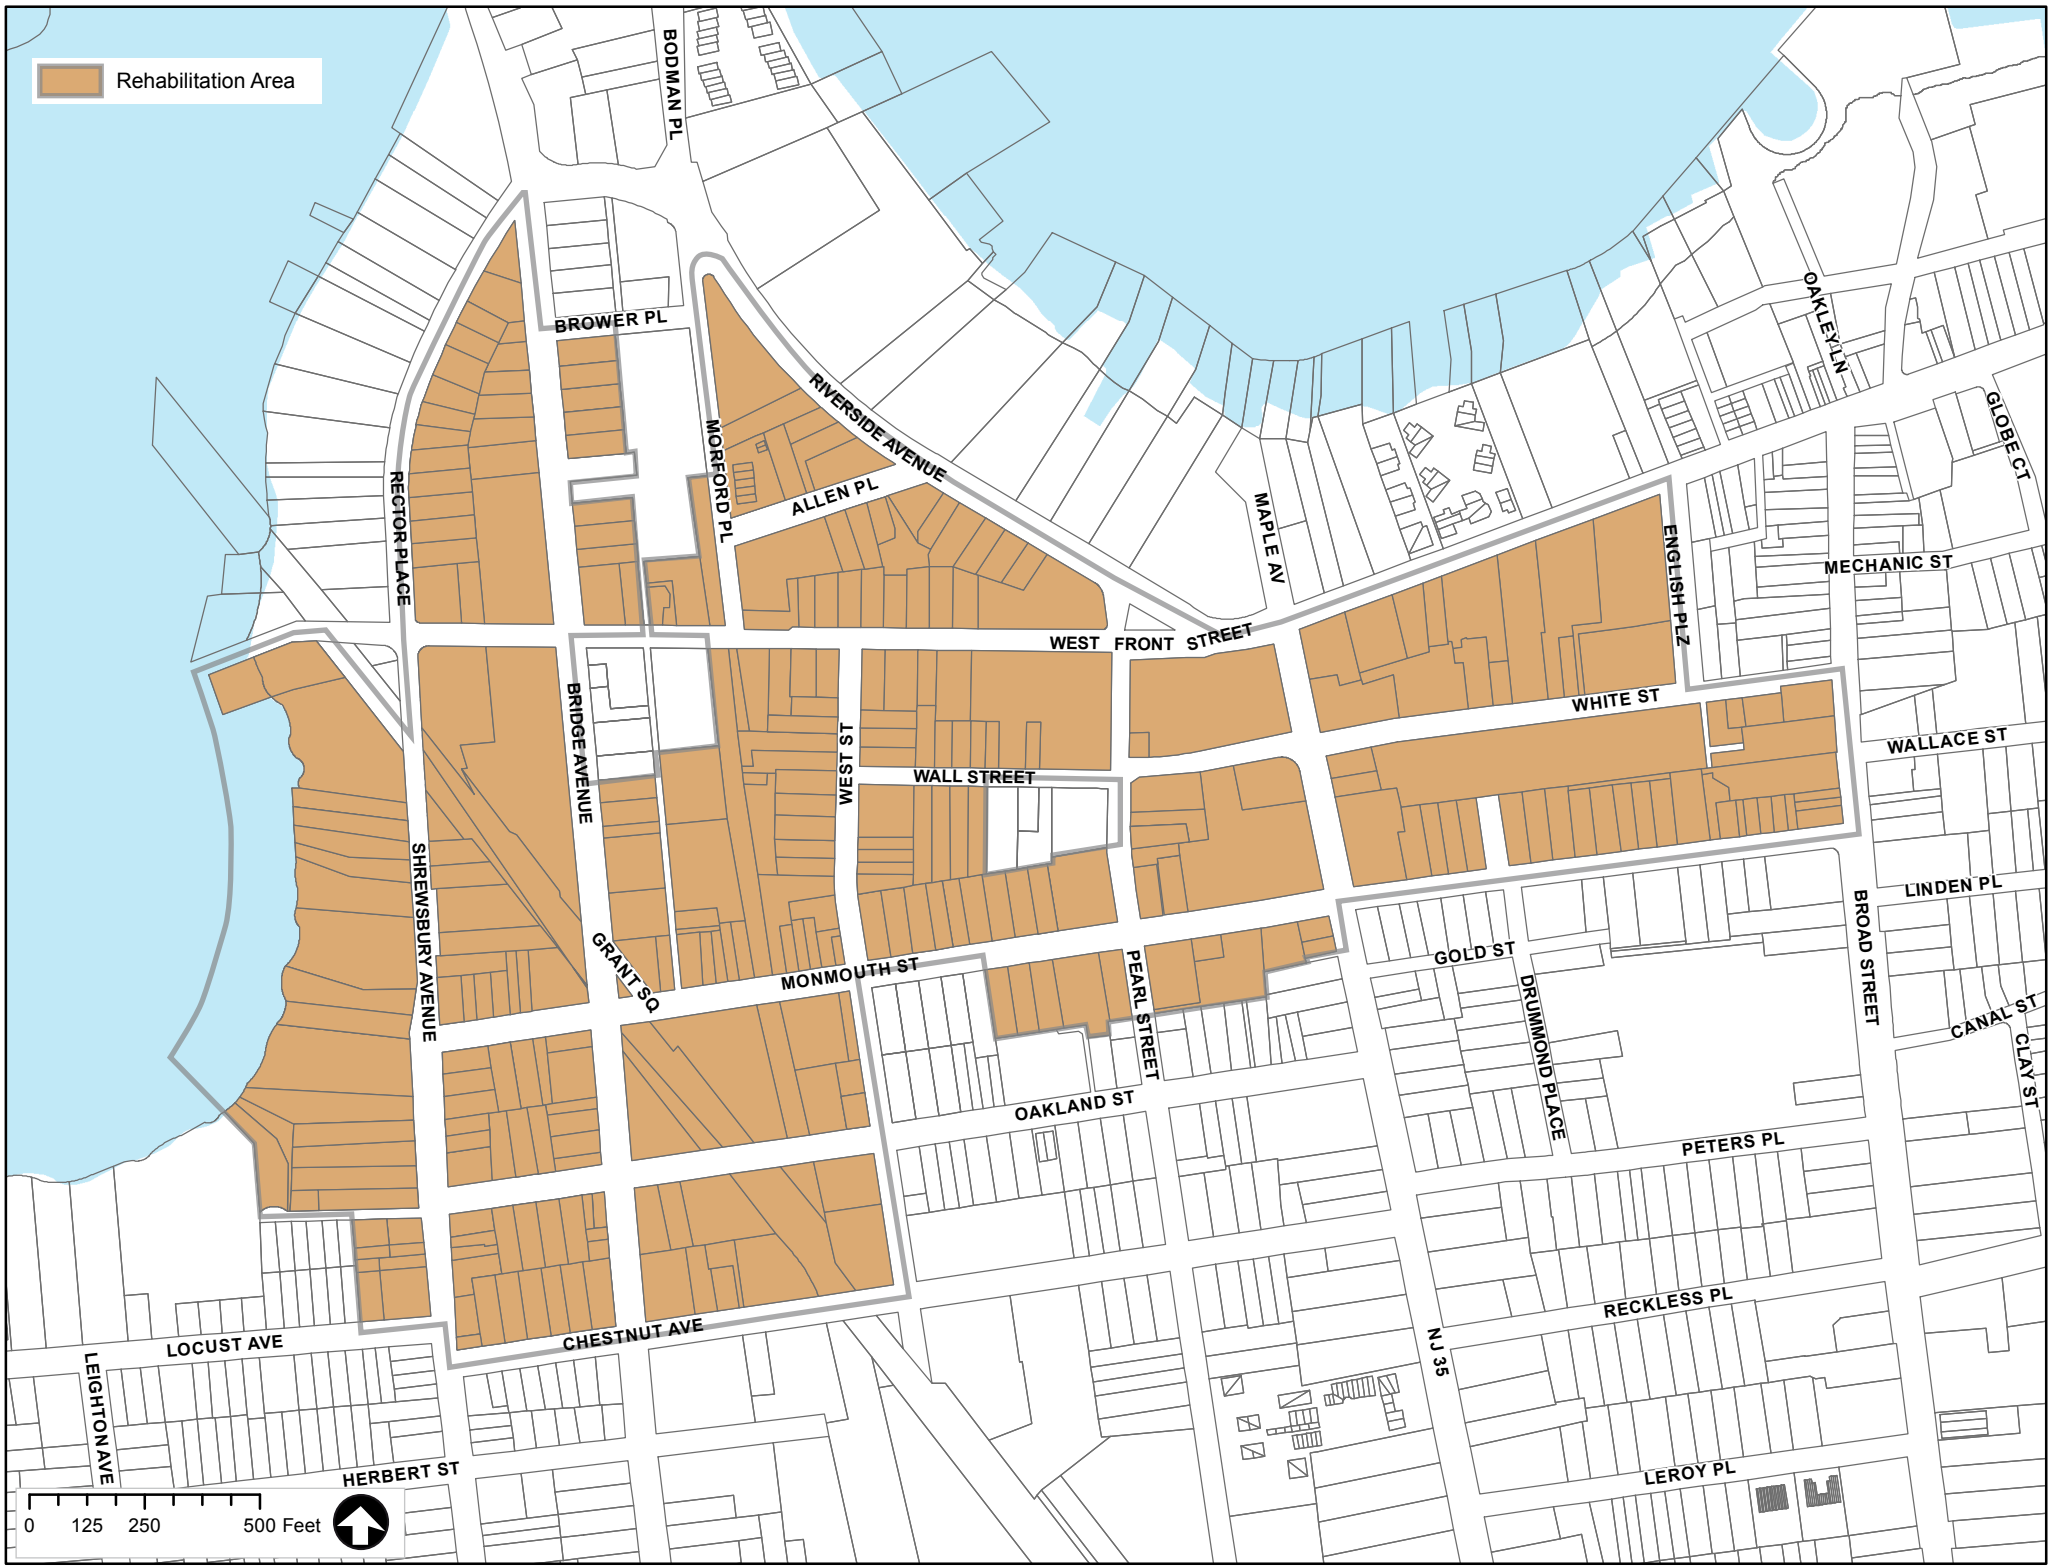 Rehabilitation Area
BODMAN PL
BROWER PL
OAKLEY LN
RIVERSIDE AVENUE
GLOBE CT
RECTOR PLACE
MORFORD PL
ALLEN PL
MAPLE AV
ENGLISH PLZ
MECHANIC ST
WEST FRONT STREET
BRIDGE AVENUE
WHITE ST
WEST ST
WALLACE ST
WALL STREET
SHREWSBURY AVENUE
LINDEN PL
BROAD STREET
GRANT SQ
MONMOUTH ST
PEARL STREET
GOLD ST
DRUMMOND PLACE
CANAL ST
CLAY ST
OAKLAND ST
PETERS PL
RECKLESS PL
CHESTNUT AVE
LOCUST AVE
NJ 35
LEIGHTON AVE
HERBERT ST
LEROY PL
0 125 250 500 Feet